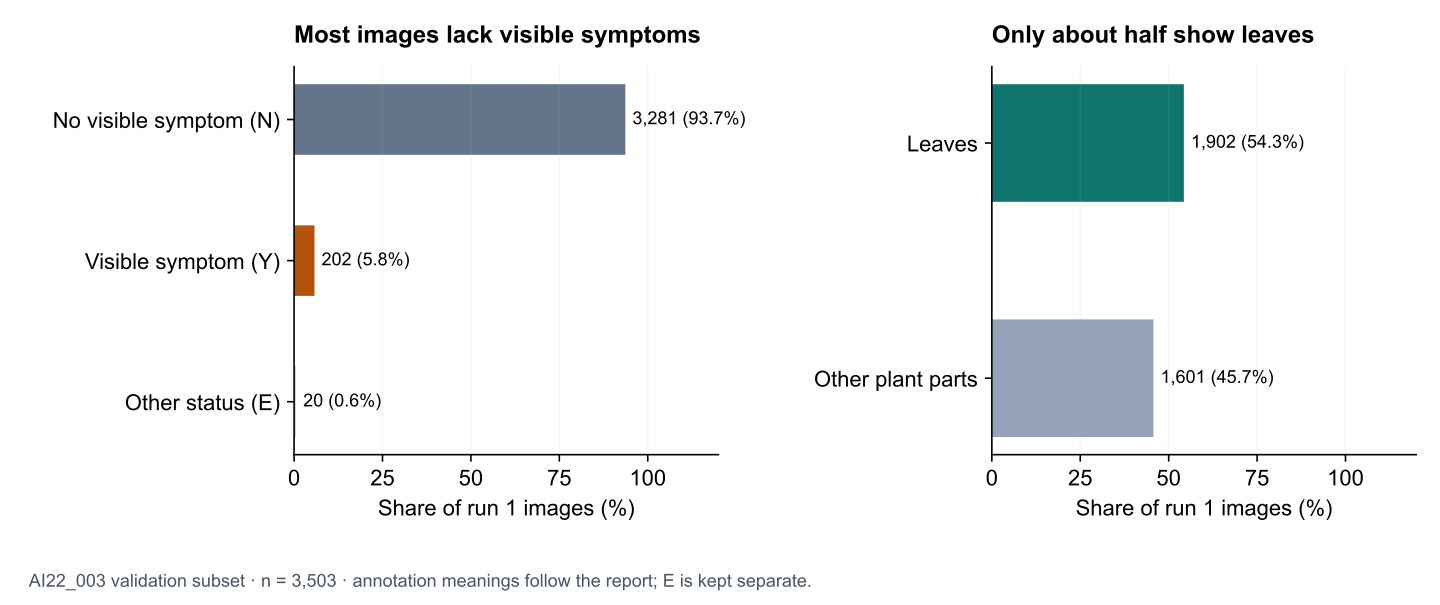 Most images lack visible symptoms
No visible symptom (N)
3,281 (93.7%)
Visible symptom (Y)
202 (5.8%)
Other status (E)
20 (0.6%)
0 25 50 75 100
Share of run 1 images (%)
Only about half show leaves
Leaves
1,902 (54.3%)
Other plant parts
1,601 (45.7%)
0 25 50 75 100
Share of run 1 images (%)
AI22_003 validation subset · n = 3,503 · annotation meanings follow the report; E is kept separate.